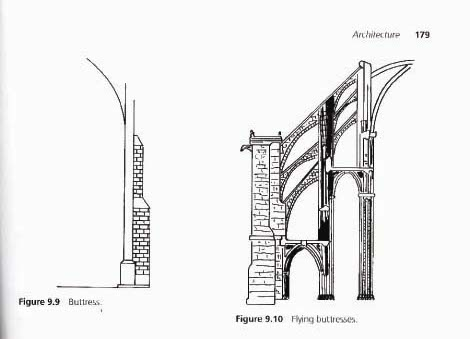 Architecture 179
Figure 9.9 Buttress.
Figure 9.10 Flying buttresses.